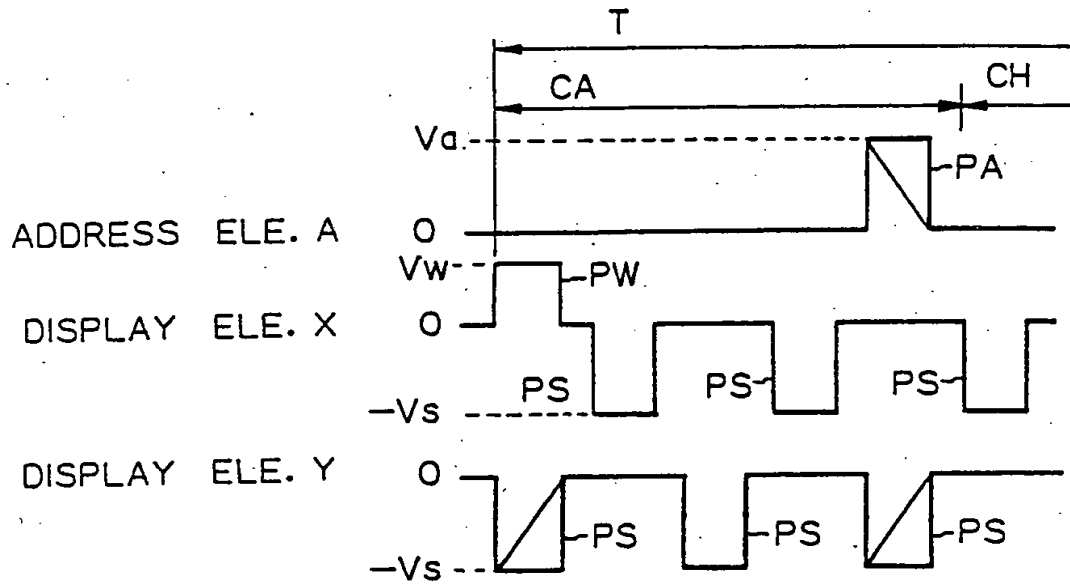 T
CA CH
Va
PA
ADDRESS ELE. A 0
Vw PW
DISPLAY ELE. X 0
PS PS PS
-Vs
DISPLAY ELE. Y 0
PS PS PS
-Vs